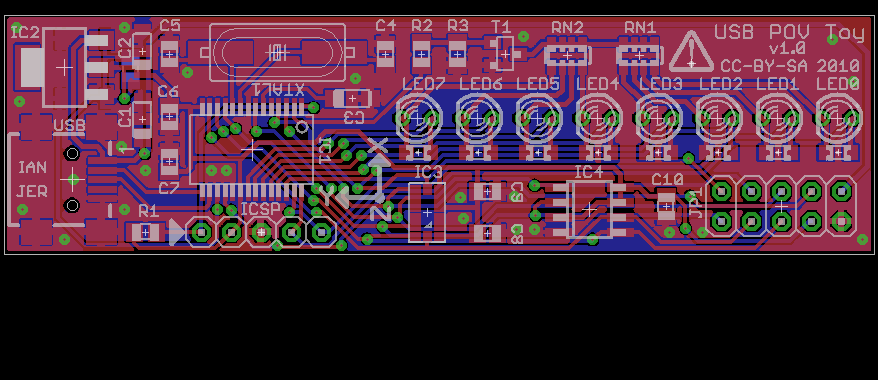 IC2
C2
C5
XTAL1
C4
R2
R3
T1
RN2
RN1
USB POV Toy
v1.0
CC-BY-SA 2010
LED7
LED6
LED5
LED4
LED3
LED2
LED1
LED0
C6
C3
C1
USB
IC1
X
IAN
JER
C7
Y
Z
IC3
C9
IC4
C10
JP1
R1
ICSP
C8